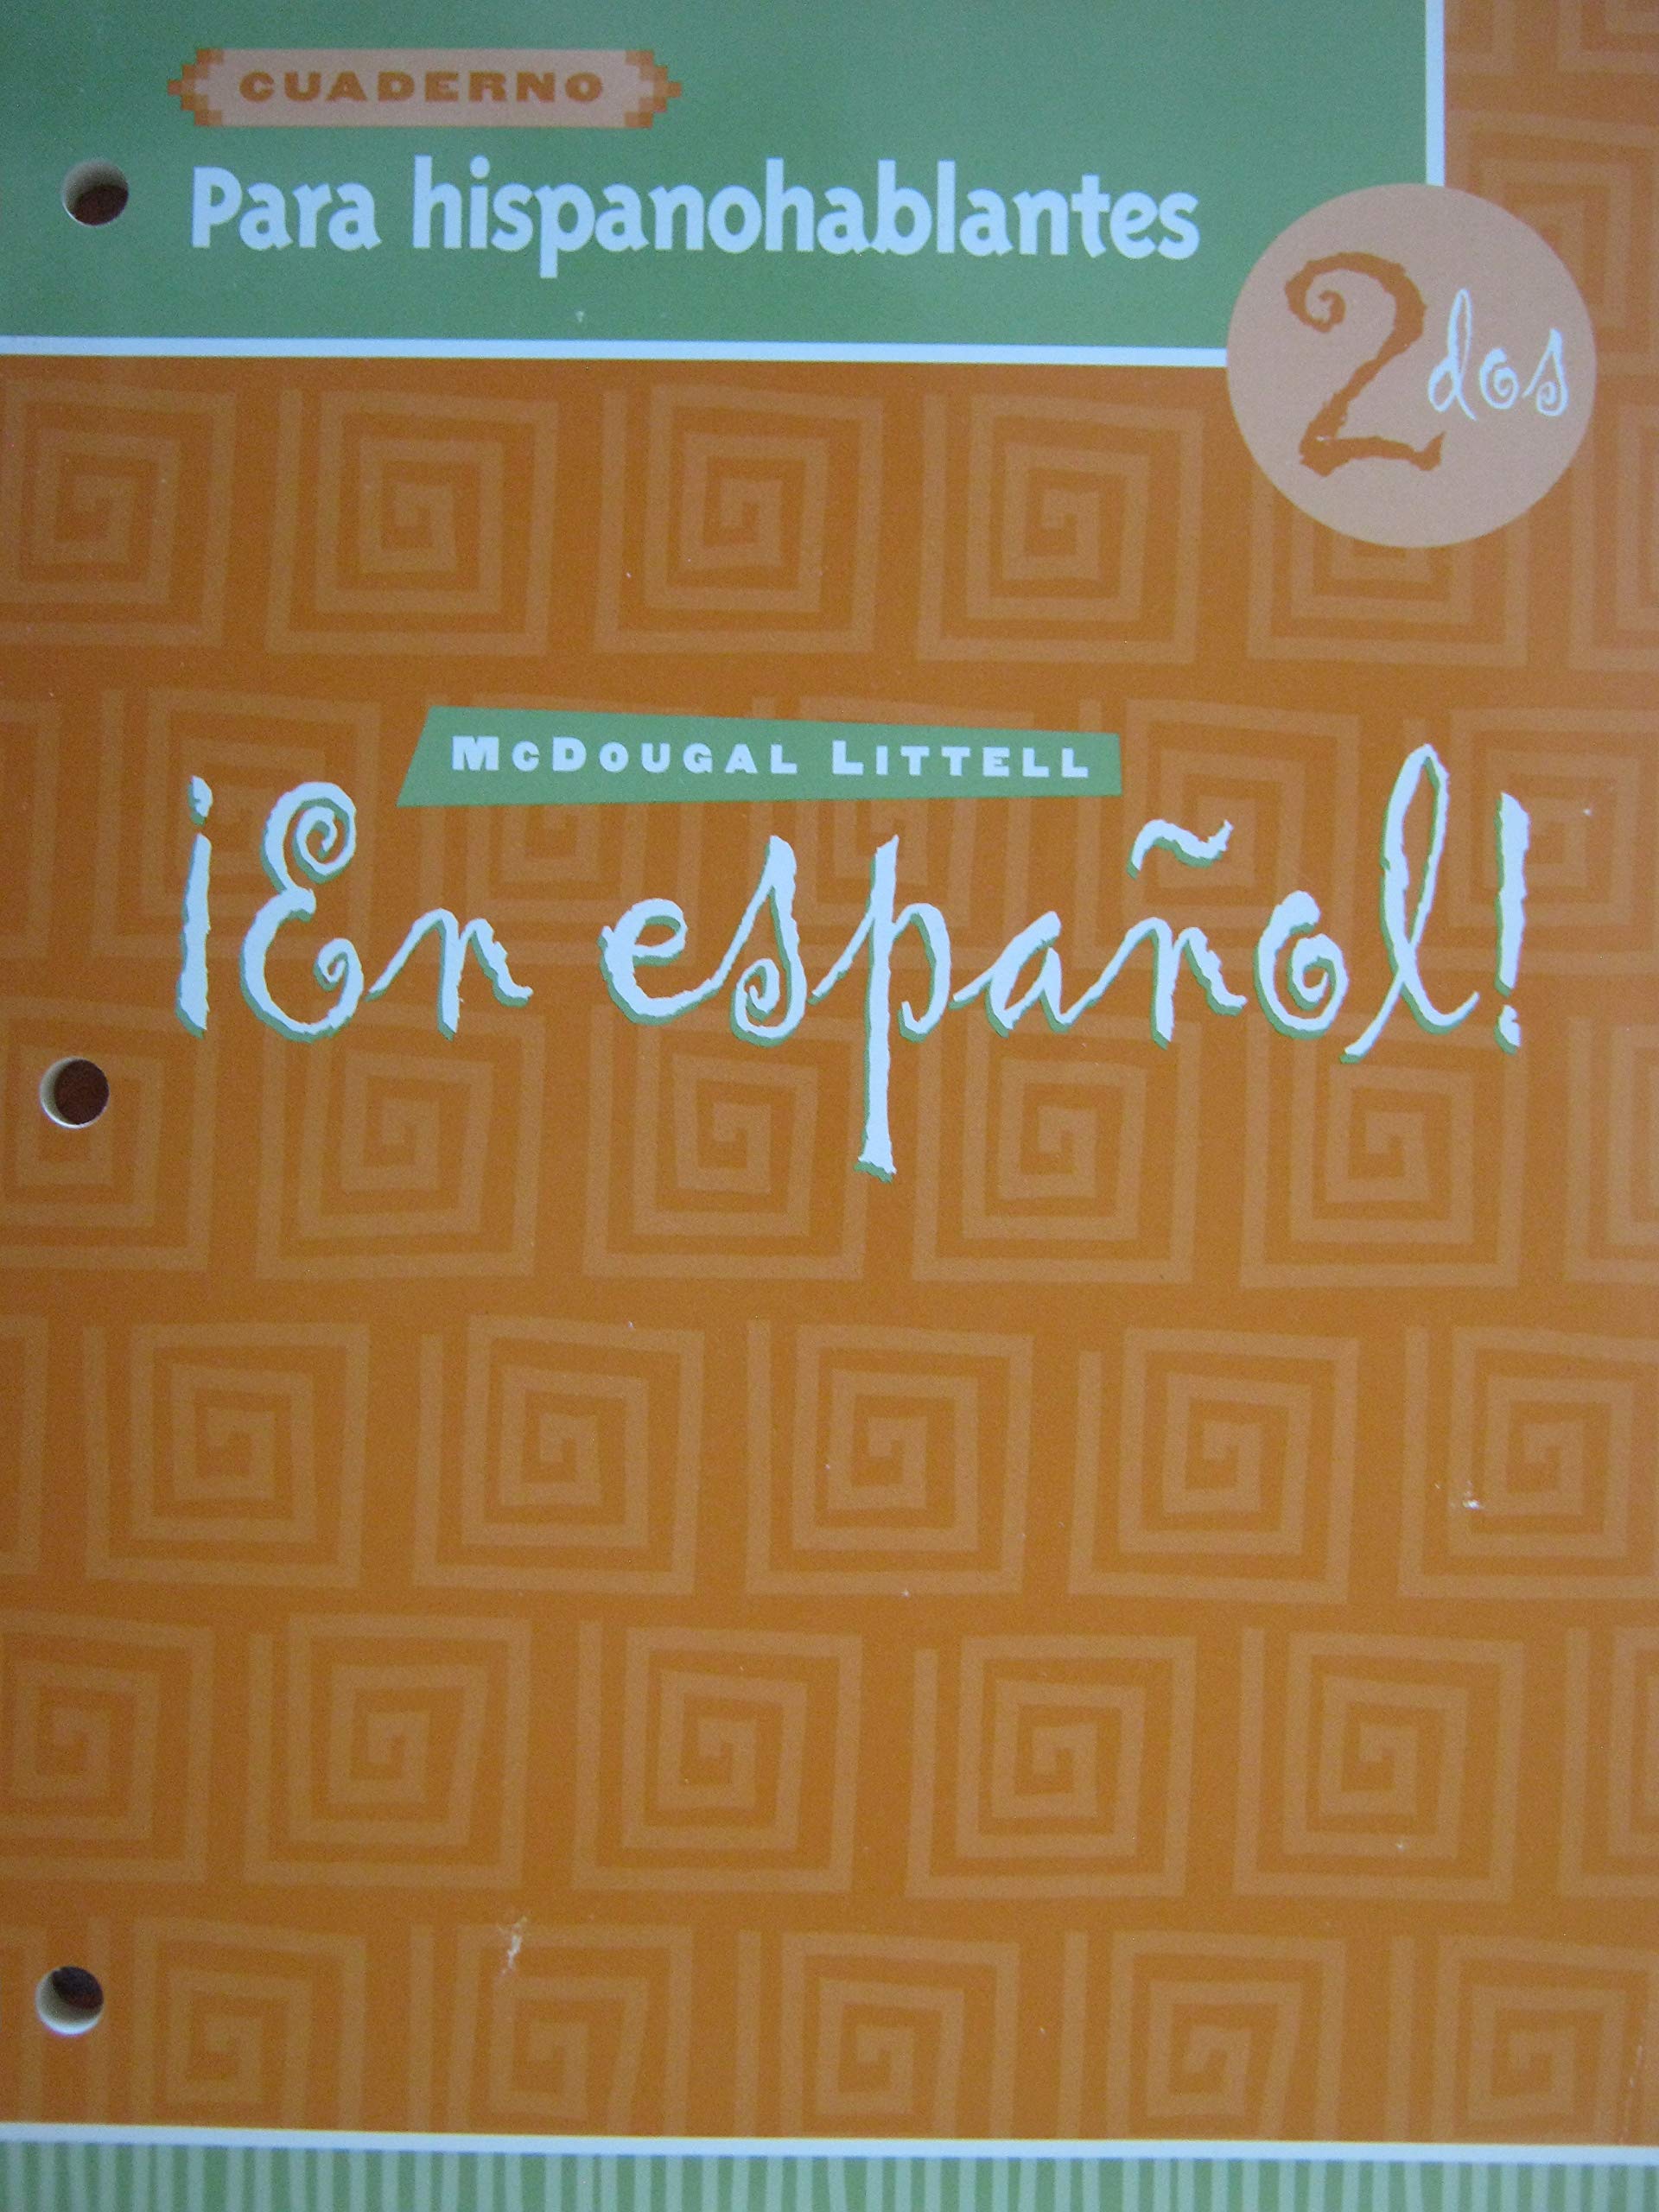 CUADERNO
Para hispanohablantes
2 dos
McDOUGAL LITTELL
¡En español!